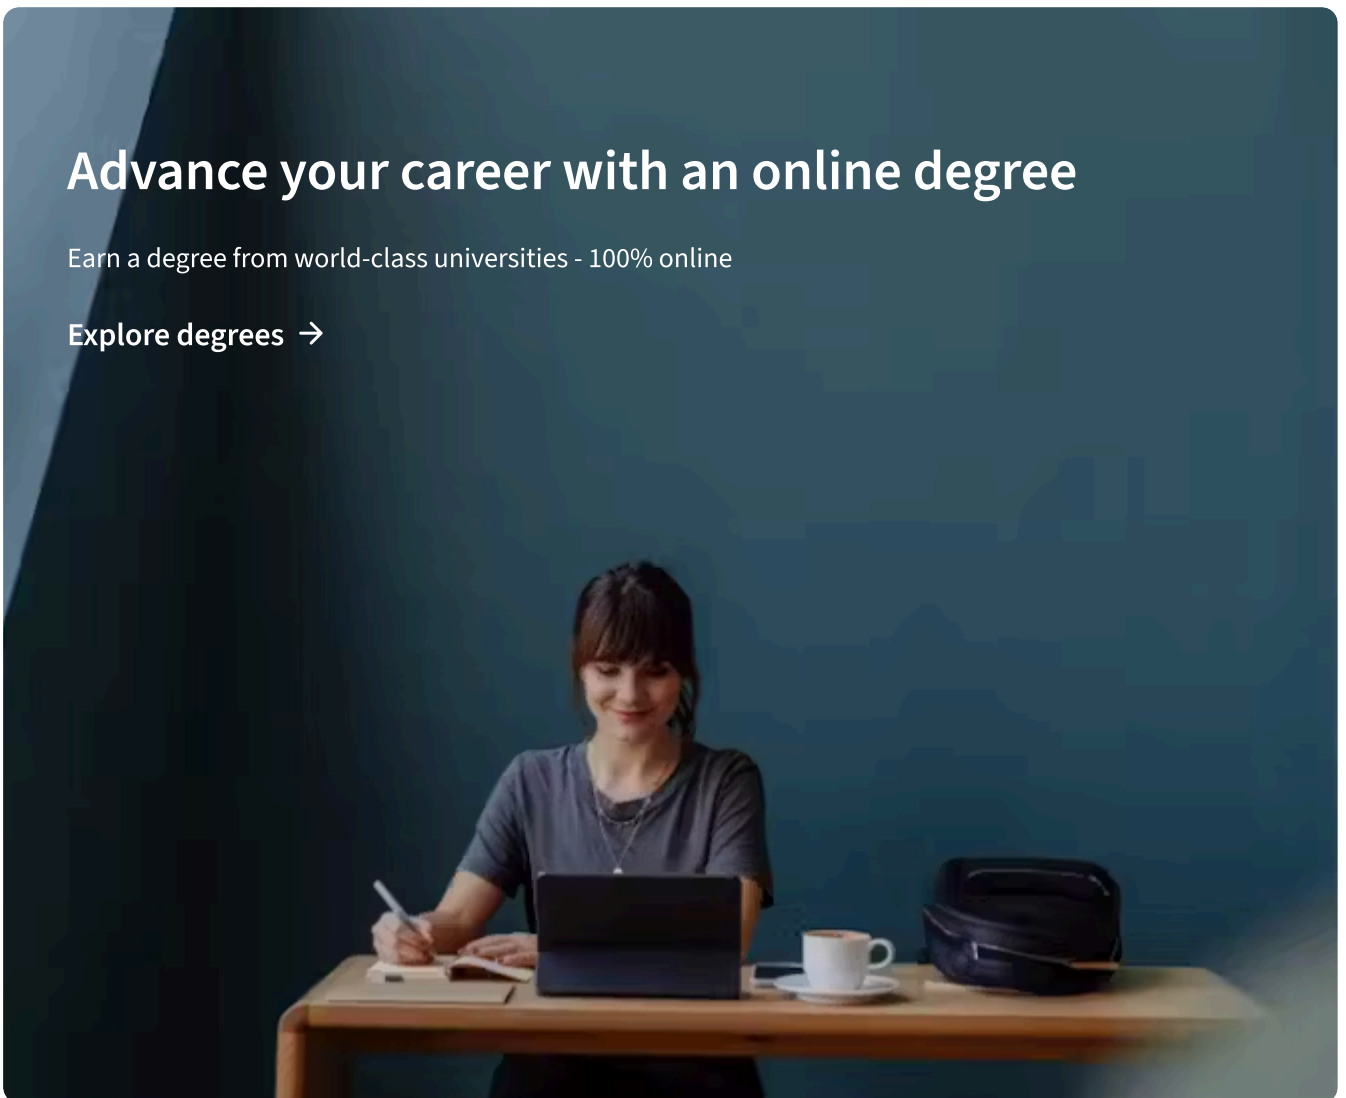 Advance your career with an online degree
Earn a degree from world-class universities - 100% online
Explore degrees